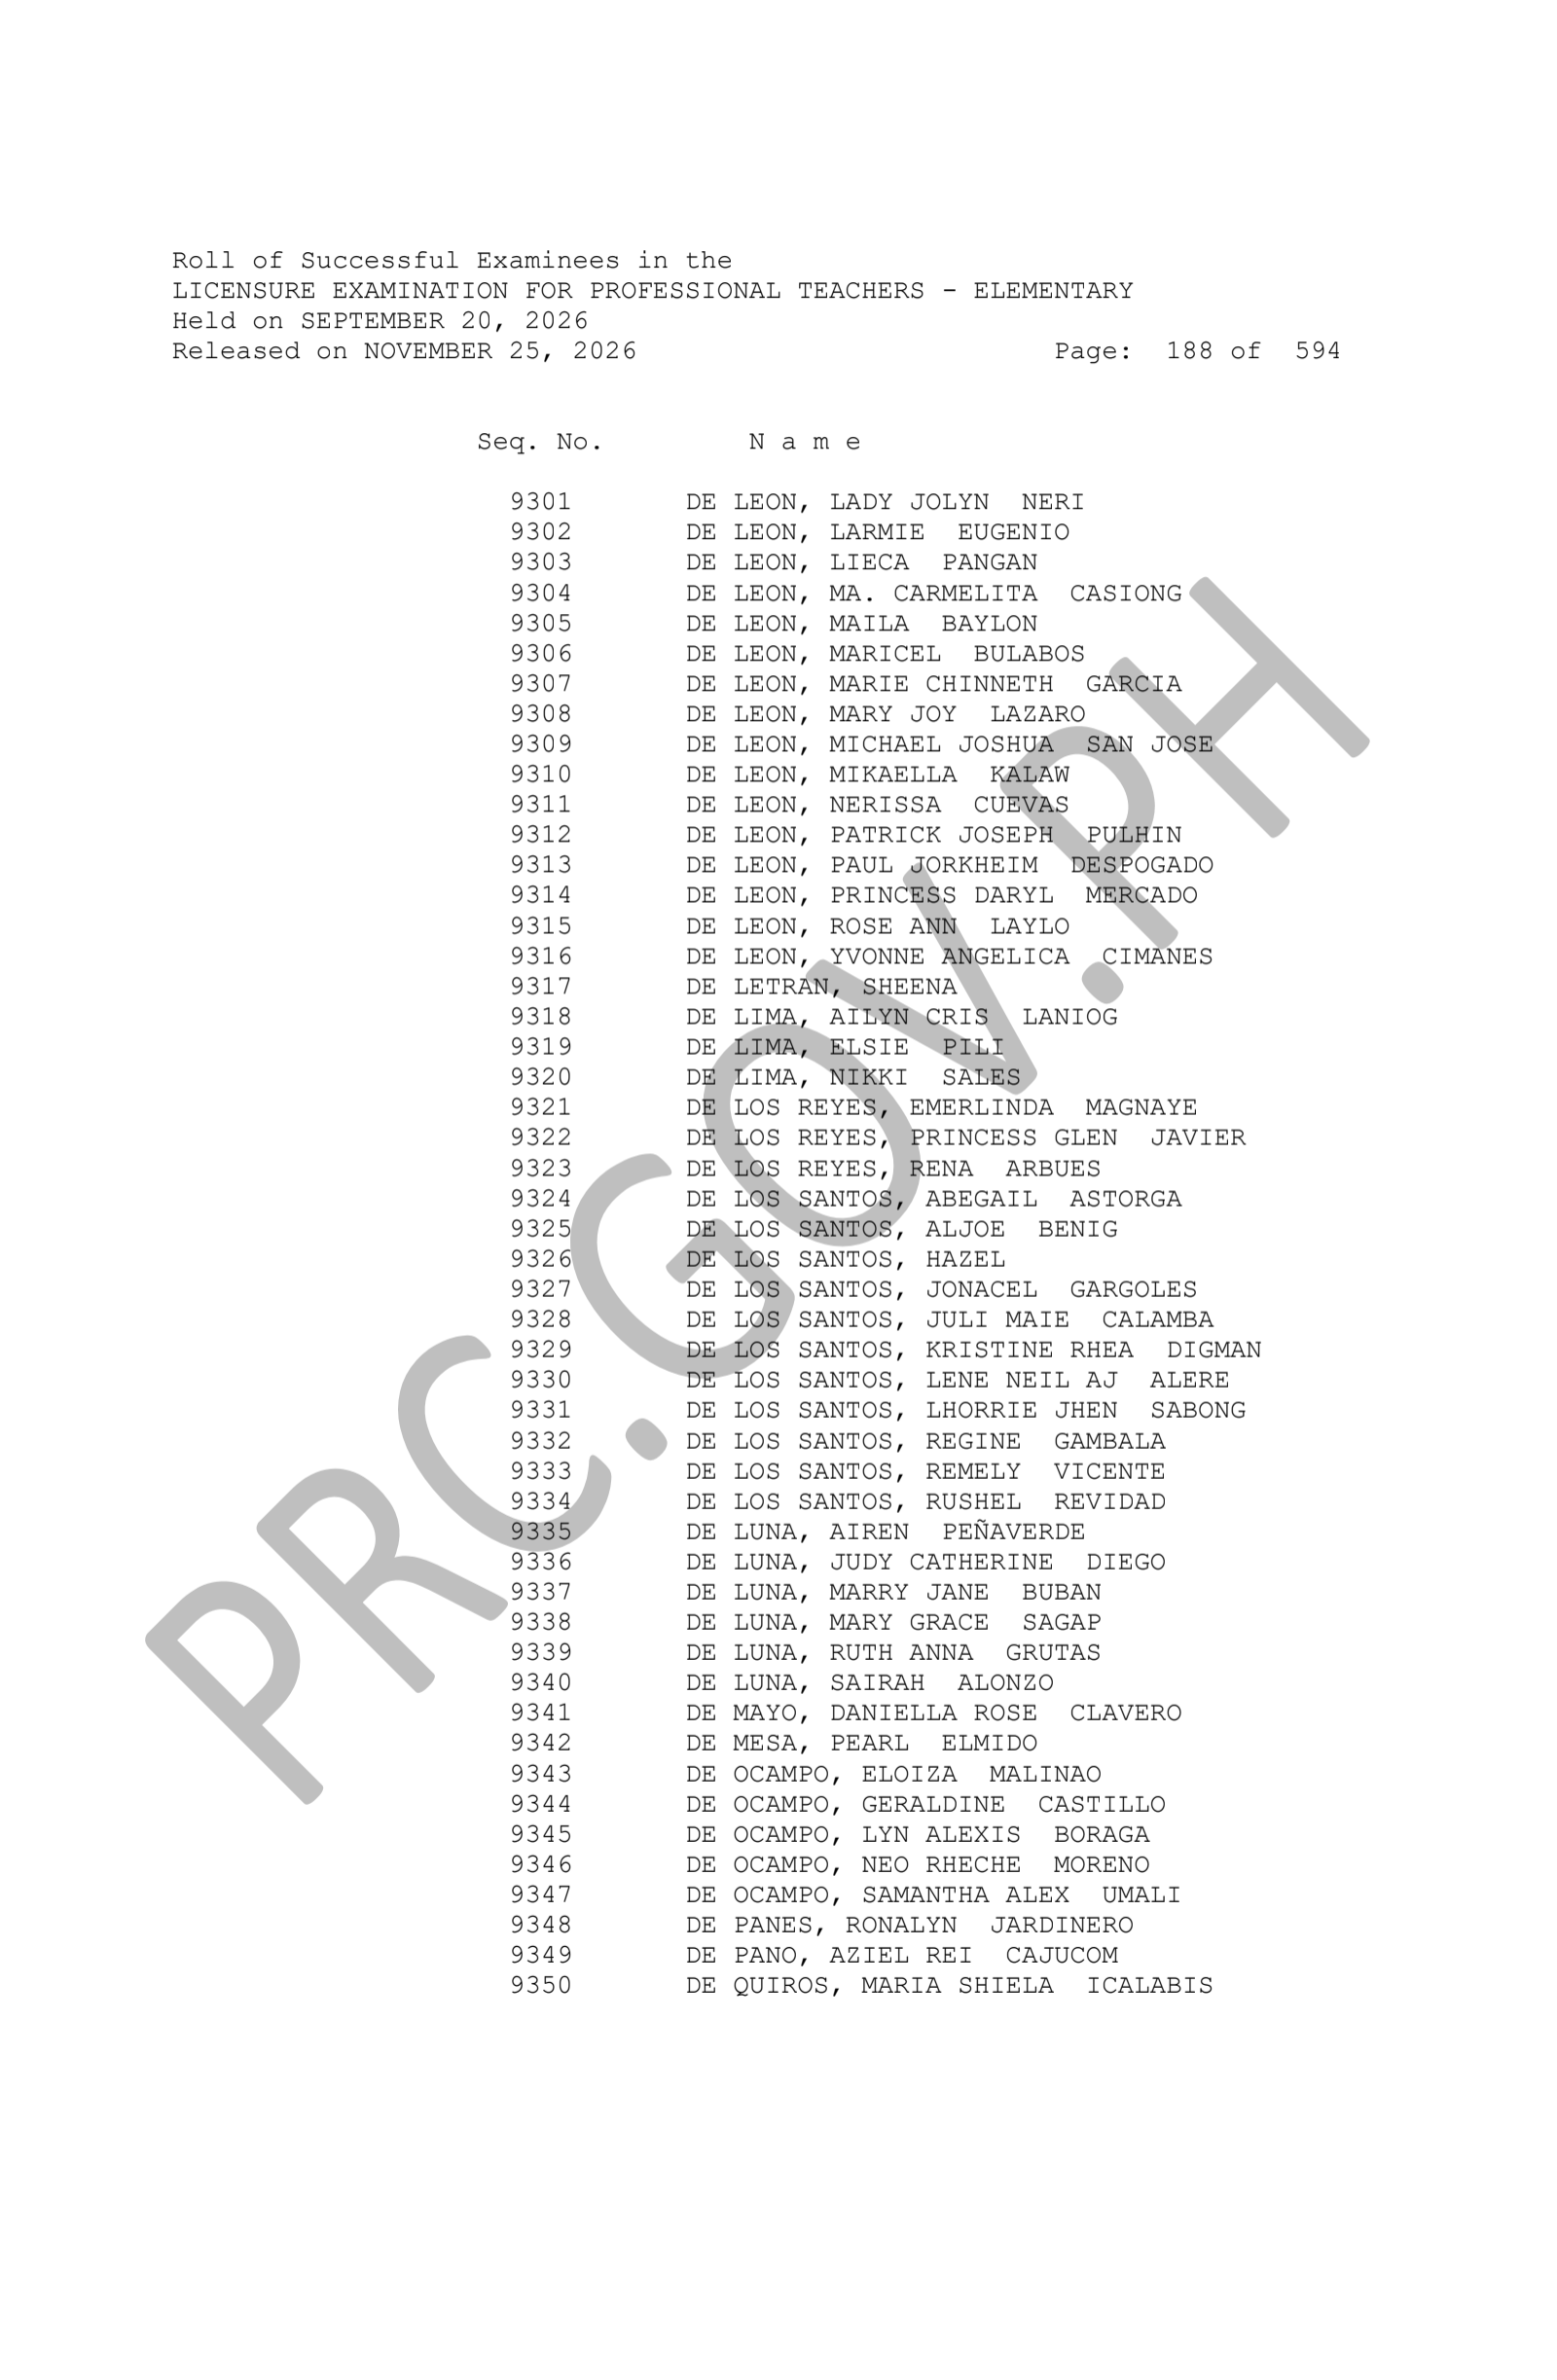 Roll of Successful Examinees in the
LICENSURE EXAMINATION FOR PROFESSIONAL TEACHERS - ELEMENTARY
Held on SEPTEMBER 20, 2026
Released on NOVEMBER 25, 2026 Page: 188 of 594
Seq. No. N a m e
9301 DE LEON, LADY JOLYN NERI
9302 DE LEON, LARMIE EUGENIO
9303 DE LEON, LIECA PANGAN
9304 DE LEON, MA. CARMELITA CASIONG
9305 DE LEON, MAILA BAYLON
9306 DE LEON, MARICEL BULABOS
9307 DE LEON, MARIE CHINNETH GARCIA
9308 DE LEON, MARY JOY LAZARO
9309 DE LEON, MICHAEL JOSHUA SAN JOSE
9310 DE LEON, MIKAELLA KALAW
9311 DE LEON, NERISSA CUEVAS
9312 DE LEON, PATRICK JOSEPH PULHIN
9313 DE LEON, PAUL JORKHEIM DESPOGADO
9314 DE LEON, PRINCESS DARYL MERCADO
9315 DE LEON, ROSE ANN LAYLO
9316 DE LEON, YVONNE ANGELICA CIMANES
9317 DE LETRAN, SHEENA
9318 DE LIMA, AILYN CRIS LANIOG
9319 DE LIMA, ELSIE PILI
9320 DE LIMA, NIKKI SALES
9321 DE LOS REYES, EMERLINDA MAGNAYE
9322 DE LOS REYES, PRINCESS GLEN JAVIER
9323 DE LOS REYES, RENA ARBUES
9324 DE LOS SANTOS, ABEGAIL ASTORGA
9325 DE LOS SANTOS, ALJOE BENIG
9326 DE LOS SANTOS, HAZEL
9327 DE LOS SANTOS, JONACEL GARGOLES
9328 DE LOS SANTOS, JULI MAIE CALAMBA
9329 DE LOS SANTOS, KRISTINE RHEA DIGMAN
9330 DE LOS SANTOS, LENE NEIL AJ ALERE
9331 DE LOS SANTOS, LHORRIE JHEN SABONG
9332 DE LOS SANTOS, REGINE GAMBALA
9333 DE LOS SANTOS, REMELY VICENTE
9334 DE LOS SANTOS, RUSHEL REVIDAD
9335 DE LUNA, AIREN PEÑAVERDE
9336 DE LUNA, JUDY CATHERINE DIEGO
9337 DE LUNA, MARRY JANE BUBAN
9338 DE LUNA, MARY GRACE SAGAP
9339 DE LUNA, RUTH ANNA GRUTAS
9340 DE LUNA, SAIRAH ALONZO
9341 DE MAYO, DANIELLA ROSE CLAVERO
9342 DE MESA, PEARL ELMIDO
9343 DE OCAMPO, ELOIZA MALINAO
9344 DE OCAMPO, GERALDINE CASTILLO
9345 DE OCAMPO, LYN ALEXIS BORAGA
9346 DE OCAMPO, NEO RHECHE MORENO
9347 DE OCAMPO, SAMANTHA ALEX UMALI
9348 DE PANES, RONALYN JARDINERO
9349 DE PANO, AZIEL REI CAJUCOM
9350 DE QUIROS, MARIA SHIELA ICALABIS
PRC.GOV.PH